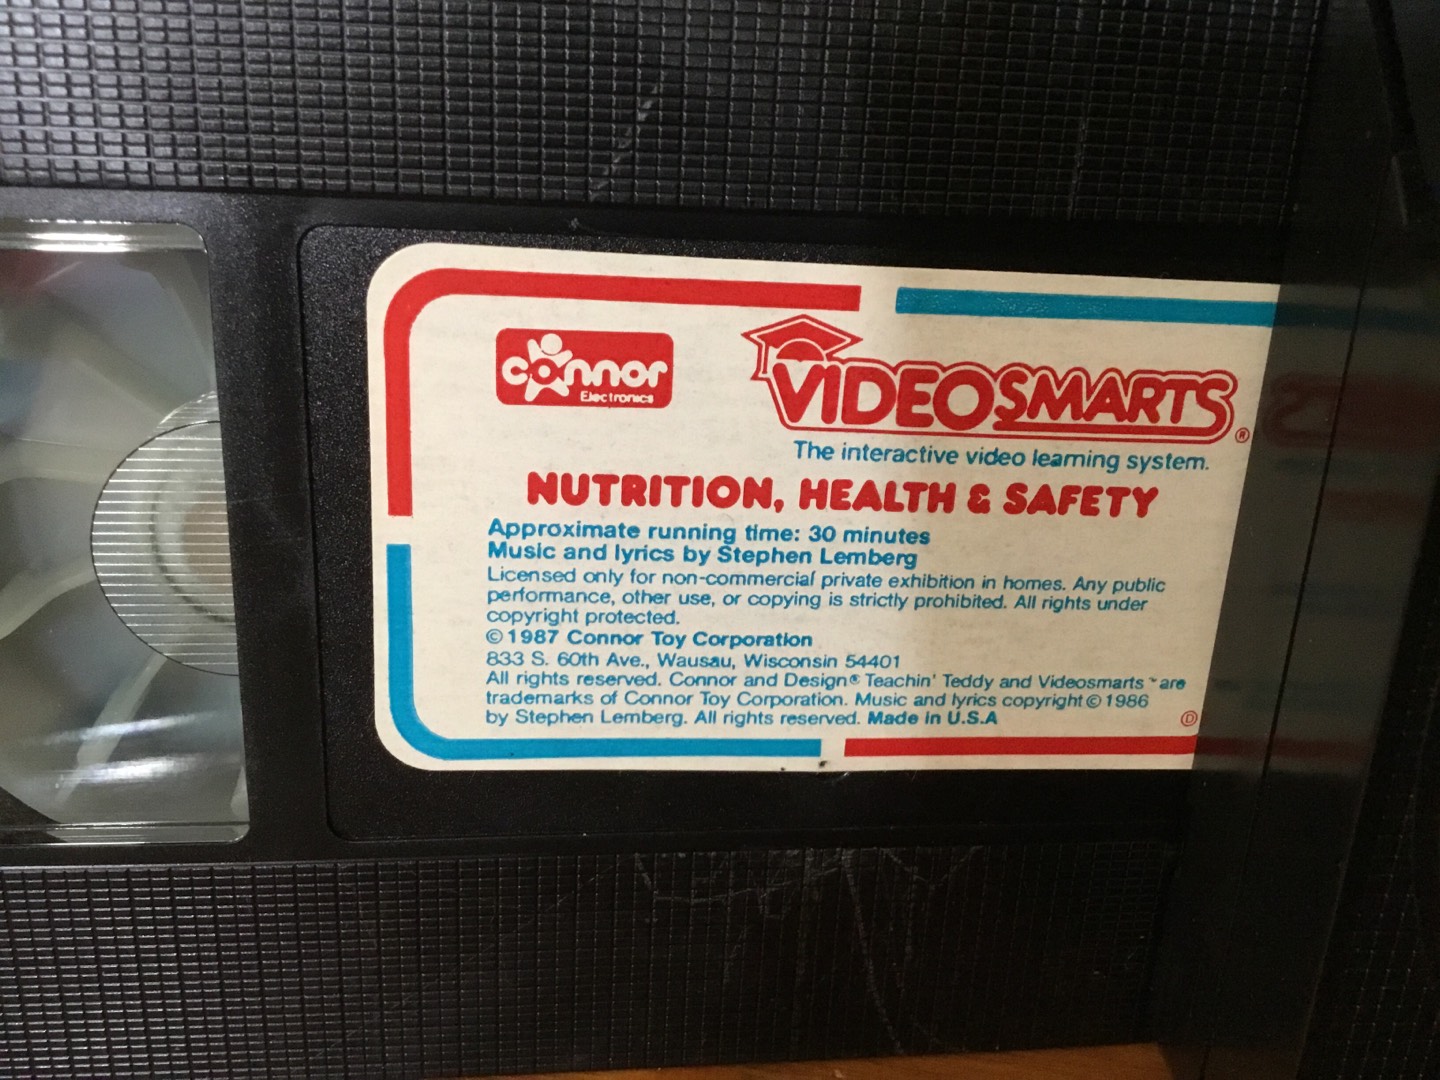 connor
Electronics
VIDEOSMARTS®
The interactive video learning system.
NUTRITION, HEALTH & SAFETY
Approximate running time: 30 minutes
Music and lyrics by Stephen Lemberg
Licensed only for non-commercial private exhibition in homes. Any public
performance, other use, or copying is strictly prohibited. All rights under
copyright protected.
© 1987 Connor Toy Corporation
833 S. 60th Ave., Wausau, Wisconsin 54401
All rights reserved. Connor and Design® Teachin' Teddy and Videosmarts ™ are
trademarks of Connor Toy Corporation. Music and lyrics copyright © 1986
by Stephen Lemberg. All rights reserved. Made in U.S.A
Ⓓ